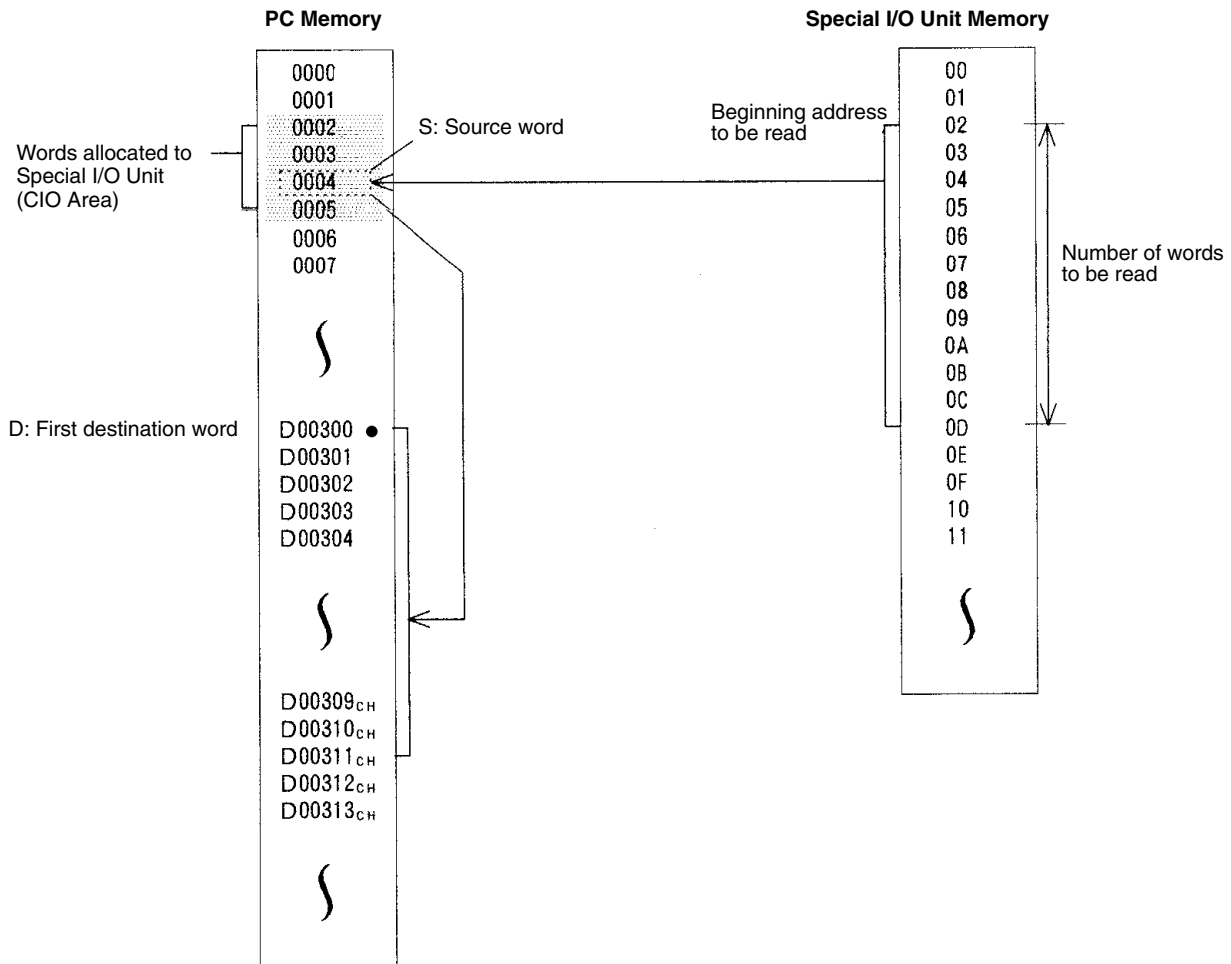 PC Memory
Special I/O Unit Memory
0000
0001
0002
0003
0004
0005
0006
0007
S: Source word
Words allocated to
Special I/O Unit
(CIO Area)
D: First destination word
D00300
D00301
D00302
D00303
D00304
D00309CH
D00310CH
D00311CH
D00312CH
D00313CH
Beginning address
to be read
00
01
02
03
04
05
06
07
08
09
0A
0B
0C
0D
0E
0F
10
11
Number of words
to be read